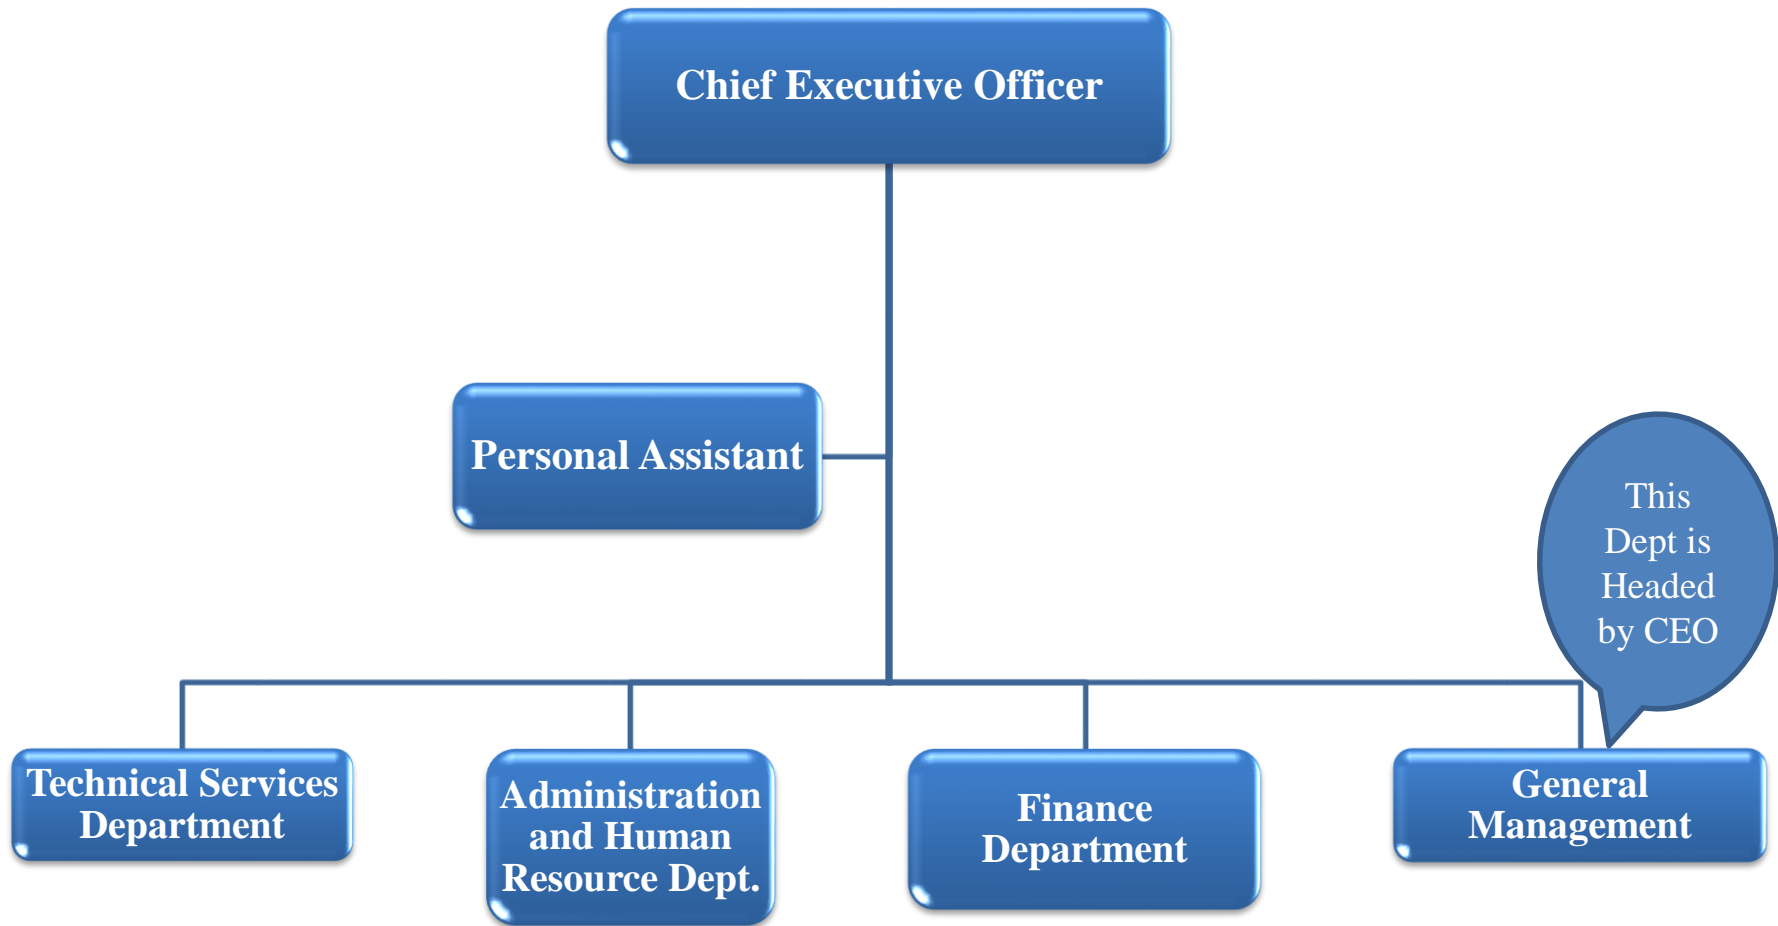 Chief Executive Officer
Personal Assistant
This
Dept is
Headed
by CEO
Technical Services
Department
Administration
and Human
Resource Dept.
Finance
Department
General
Management